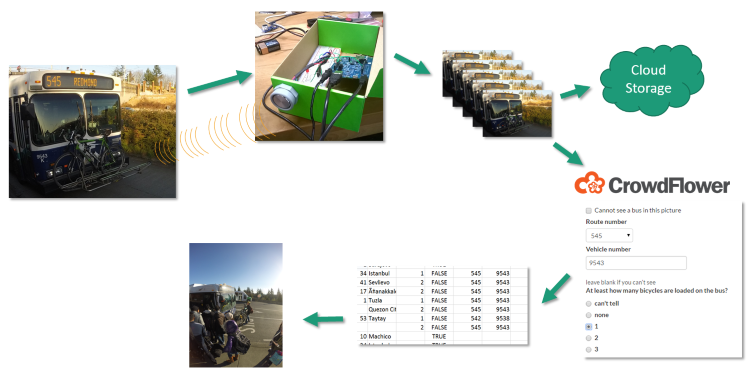 545 REDMOND
9543
Cloud
Storage
CrowdFlower
Cannot see a bus in this picture
Route number
545
Vehicle number
9543
leave blank if you can't see
At least how many bicycles are loaded on the bus?
can't tell
none
1
2
3
34 Istanbul 1 FALSE 545 9543
41 Sevlievo 2 FALSE 545 9543
17 Ãtanakkale 2 FALSE 545 9543
1 Tuzla 1 FALSE 545 9543
Quezon Cit 2 FALSE 545 9543
53 Taytay 1 FALSE 542 9538
2 FALSE 545 9543
10 Machico TRUE